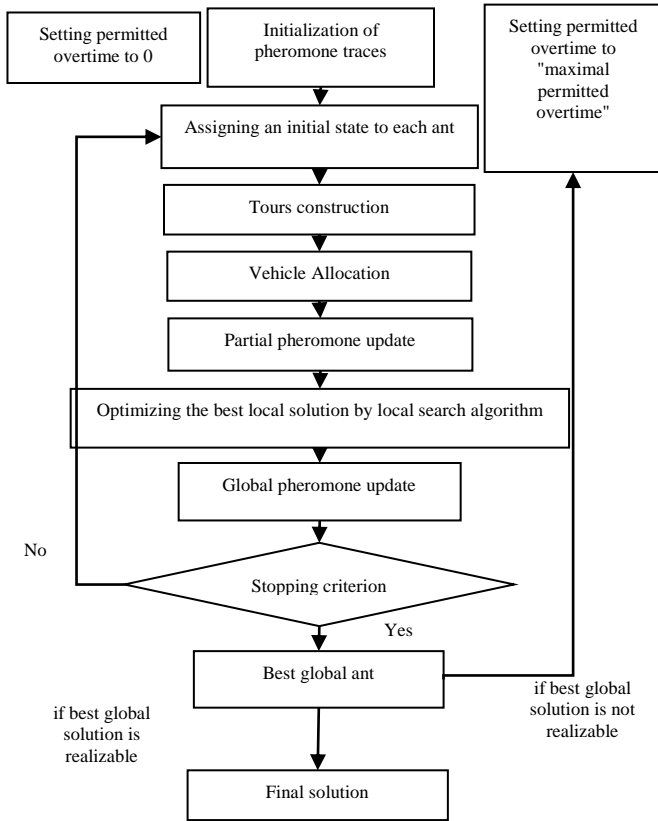 Setting permitted
overtime to 0
Initialization of
pheromone traces
Setting permitted
overtime to
"maximal
permitted
overtime"
Assigning an initial state to each ant
Tours construction
Vehicle Allocation
Partial pheromone update
Optimizing the best local solution by local search algorithm
Global pheromone update
No
Stopping criterion
Yes
Best global ant
if best global
solution is
realizable
if best global
solution is not
realizable
Final solution